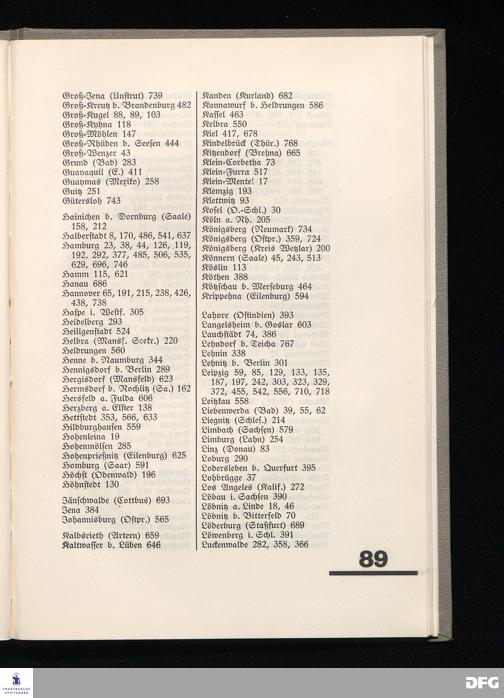 Groß-Jena (Unstrut) 739
Groß-Kreutz b. Brandenburg 482
Groß-Kugel 88, 89, 103
Groß-Kyhna 118
Groß-Möhlen 147
Groß-Rhüden b. Seesen 444
Groß-Wenzer 43
Grund (Bad) 283
Guayaquil (E.) 411
Guaymas (Mexiko) 258
Guitz 251
Gütersloh 743
Hainichen b. Dornburg (Saale)
158, 212
Halberstadt 8, 170, 486, 541, 637
Hamburg 23, 38, 44, 126, 119,
192, 292, 377, 485, 506, 535,
629, 696, 746
Hamm 115, 621
Hanau 686
Hannover 65, 191, 215, 238, 426,
438, 738
Haspe i. Westf. 305
Heidelberg 293
Heiligenstadt 524
Helbra (Mansf. Seekr.) 220
Heldrungen 560
Henne b. Naumburg 344
Hennigsdorf b. Berlin 289
Hergisdorf (Mansfeld) 623
Hermsdorf b. Rochlitz (Sa.) 162
Hersfeld a. Fulda 606
Herzberg a. Elster 138
Hettstedt 353, 566, 633
Hildburghausen 559
Hohenleina 19
Hohenmölsen 285
Hohenprießnitz (Eilenburg) 625
Homburg (Saar) 591
Höchst (Odenwald) 196
Höhnstedt 130
Jänschwalde (Cottbus) 693
Jena 384
Johannisburg (Ostpr.) 565
Kalbsrieth (Artern) 659
Kaltwasser b. Lüben 646
Kanden (Kurland) 682
Kannawurf b. Heldrungen 586
Kassel 463
Kelbra 550
Kiel 417, 678
Kindelbrück (Thür.) 768
Kitzendorf (Brehna) 665
Klein-Corbetha 73
Klein-Furra 517
Klein-Mentel 17
Klemzig 193
Klettwitz 93
Kosel (O.-Schl.) 30
Köln a. Rh. 205
Königsberg (Neumark) 734
Königsberg (Ostpr.) 359, 724
Königsberg (Kreis Wetzlar) 200
Könnern (Saale) 45, 243, 513
Köslin 113
Köthen 388
Kötzschau b. Merseburg 464
Krippehna (Eilenburg) 594
Lahore (Ostindien) 393
Langelsheim b. Goslar 603
Lauchstädt 74, 386
Lehndorf b. Teicha 767
Lehnin 338
Lehnitz b. Berlin 301
Leipzig 59, 85, 129, 133, 135,
187, 197, 242, 303, 323, 329,
372, 455, 542, 556, 710, 718
Leitzkau 558
Liebenwerda (Bad) 39, 55, 62
Liegnitz (Schles.) 214
Limbach (Sachsen) 579
Limburg (Lahn) 254
Linz (Donau) 83
Loburg 290
Lodersleben b. Querfurt 395
Lohbrügge 37
Los Angeles (Kalif.) 272
Löbau i. Sachsen 390
Löbnitz a. Linde 18, 46
Löbnitz b. Bitterfeld 70
Löderburg (Staßfurt) 689
Löwenberg i. Schl. 391
Luckenwalde 282, 358, 366
89
FRANCKESCHE
STIFTUNGEN
DFG